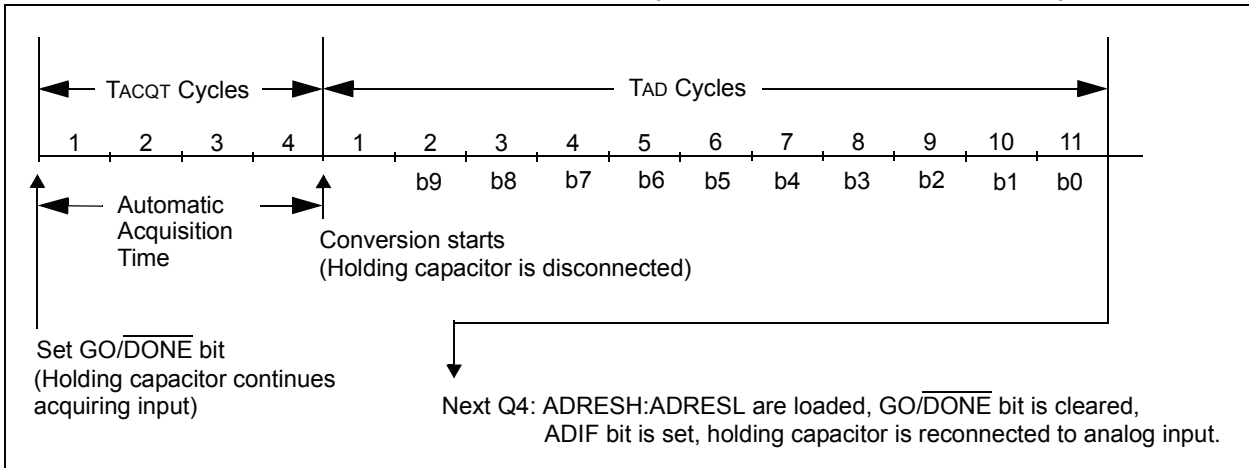 TACQT Cycles TAD Cycles
1 2 3 4 1 2 3 4 5 6 7 8 9 10 11
b9 b8 b7 b6 b5 b4 b3 b2 b1 b0
Automatic
Acquisition
Time
Conversion starts
(Holding capacitor is disconnected)
Set GO/DONE bit
(Holding capacitor continues
acquiring input)
Next Q4: ADRESH:ADRESL are loaded, GO/DONE bit is cleared,
ADIF bit is set, holding capacitor is reconnected to analog input.